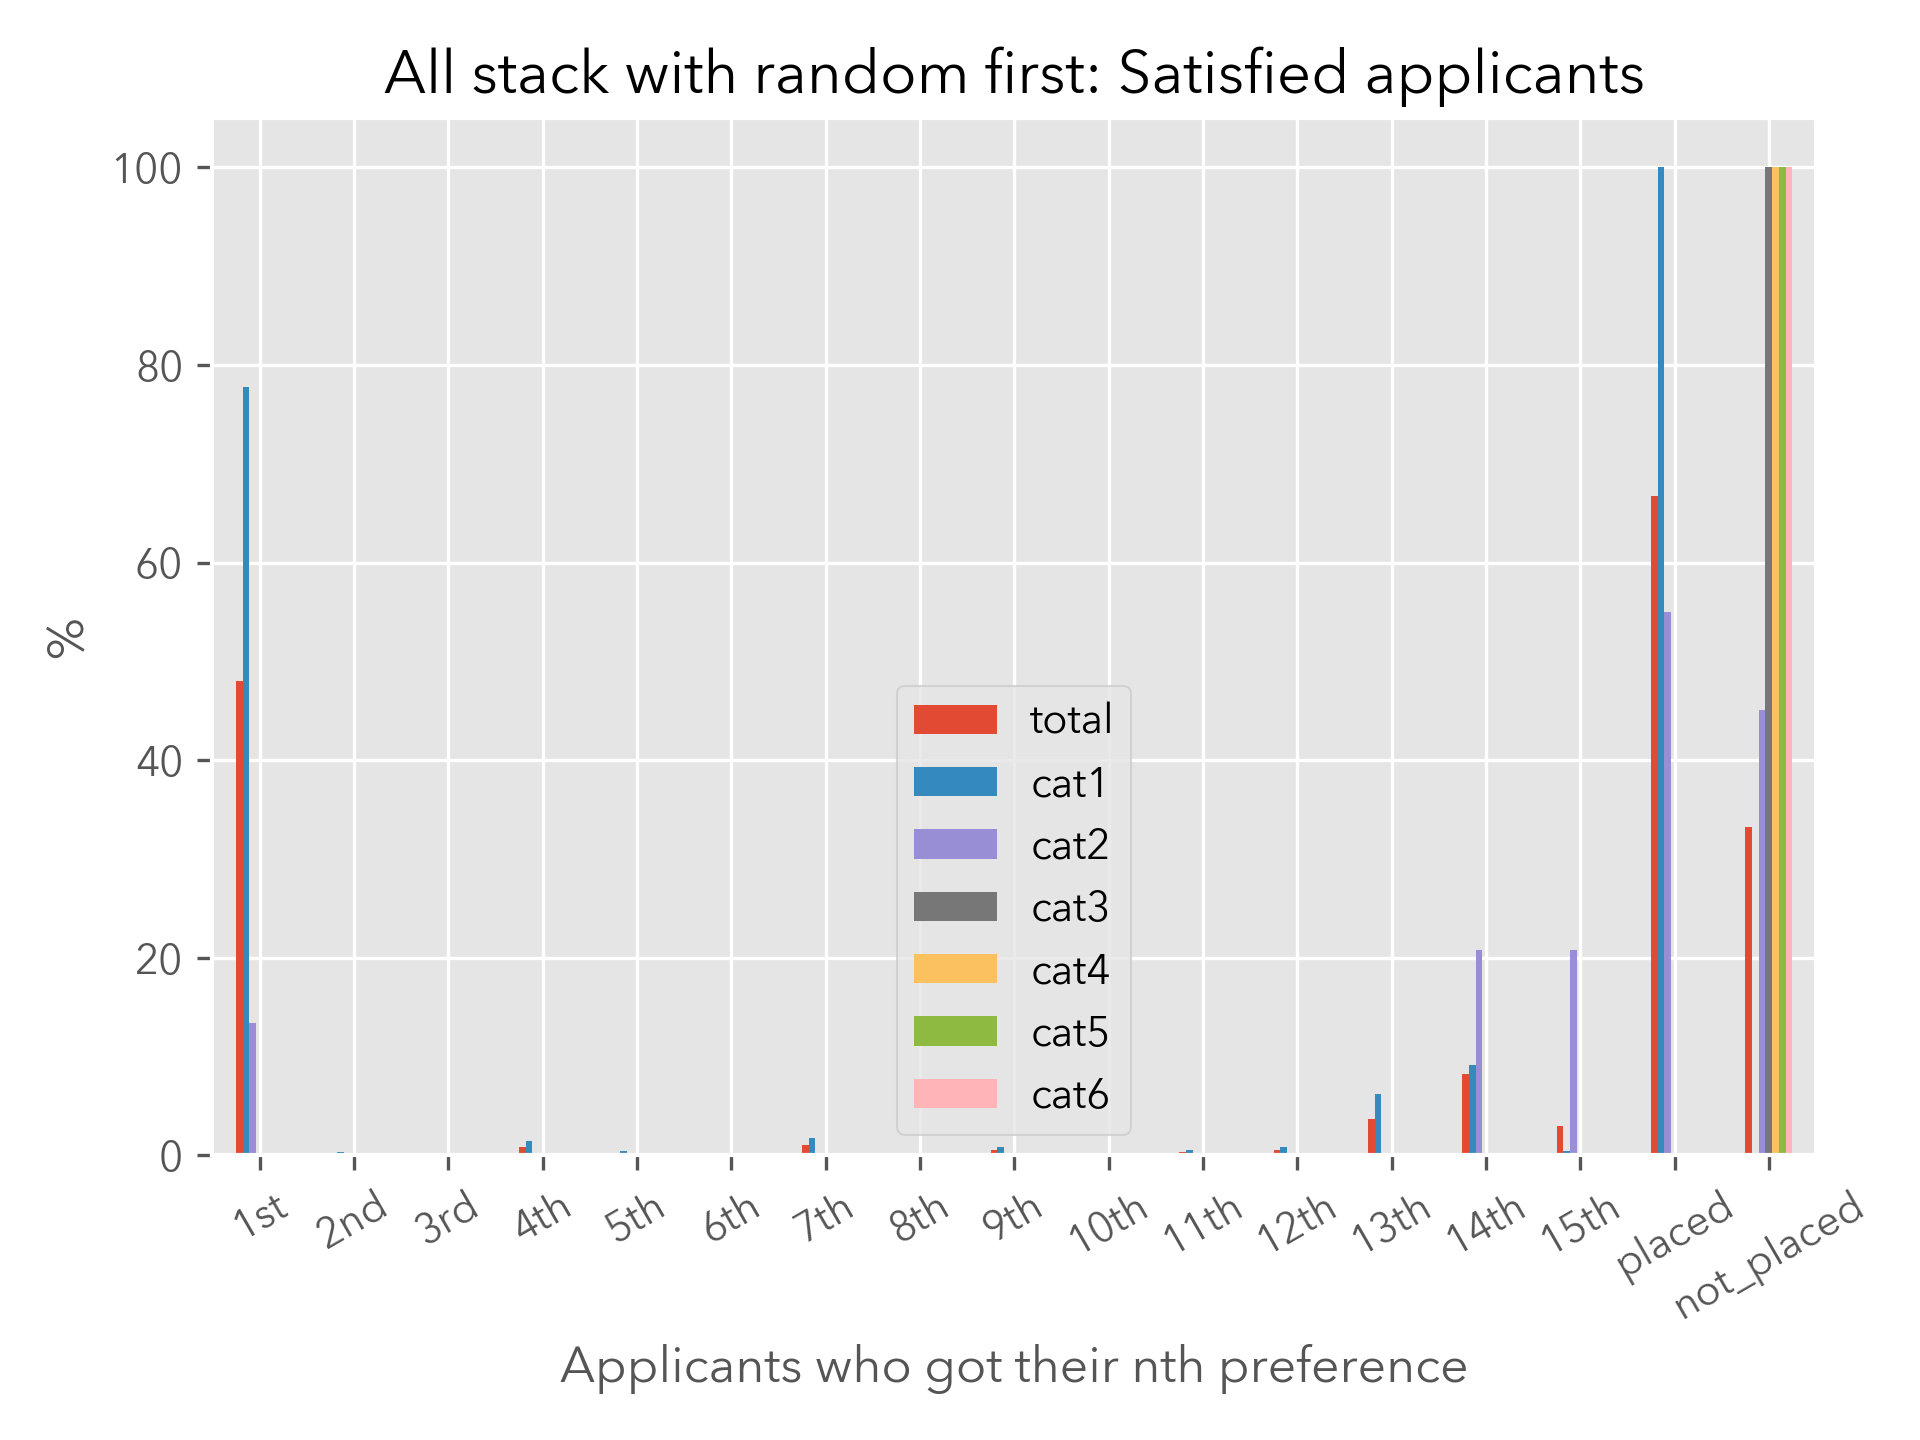 All stack with random first: Satisfied applicants
100
80
60
40
20
0
%
total
cat1
cat2
cat3
cat4
cat5
cat6
1st 2nd 3rd 4th 5th 6th 7th 8th 9th 10th 11th 12th 13th 14th 15th placed not_placed
Applicants who got their nth preference